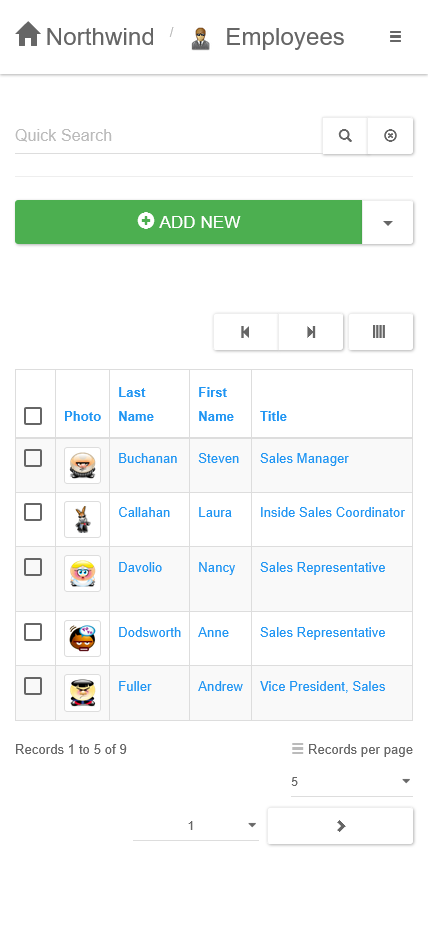 Northwind / Employees
Quick Search
ADD NEW
Photo Last Name First Name Title
Buchanan Steven Sales Manager
Callahan Laura Inside Sales Coordinator
Davolio Nancy Sales Representative
Dodsworth Anne Sales Representative
Fuller Andrew Vice President, Sales
Records 1 to 5 of 9 Records per page
5
1